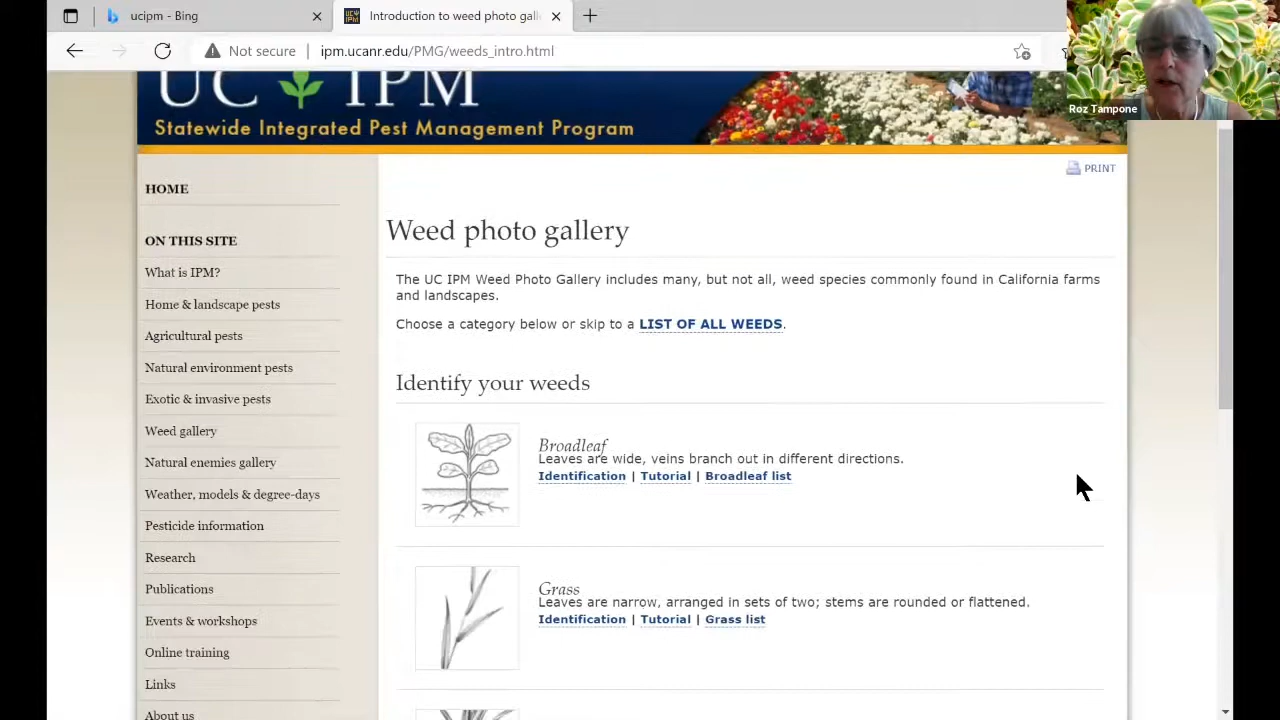 ucipm - Bing
Introduction to weed photo gall
Not secure
ipm.ucanr.edu/PMG/weeds_intro.html
Roz Tampone
UC IPM
Statewide Integrated Pest Management Program
PRINT
HOME
ON THIS SITE
What is IPM?
Home & landscape pests
Agricultural pests
Natural environment pests
Exotic & invasive pests
Weed gallery
Natural enemies gallery
Weather, models & degree-days
Pesticide information
Research
Publications
Events & workshops
Online training
Links
About us
Weed photo gallery
The UC IPM Weed Photo Gallery includes many, but not all, weed species commonly found in California farms
and landscapes.
Choose a category below or skip to a LIST OF ALL WEEDS.
Identify your weeds
Broadleaf
Leaves are wide, veins branch out in different directions.
Identification | Tutorial | Broadleaf list
Grass
Leaves are narrow, arranged in sets of two; stems are rounded or flattened.
Identification | Tutorial | Grass list